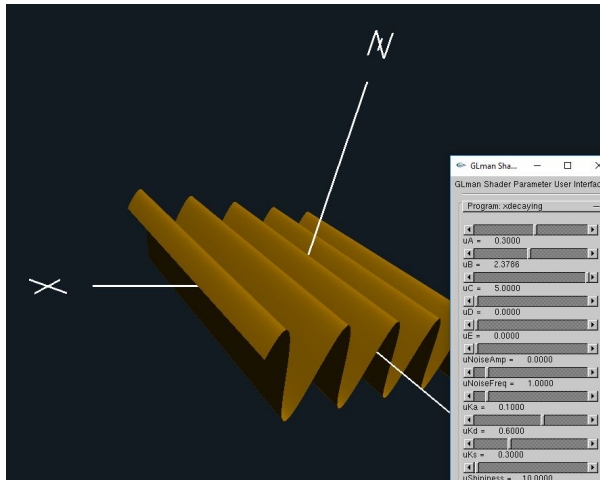 Z
X
GLman Sha...
GLman Shader Parameter User Interfac
Program: xdecaying
uA = 0.3000
uB = 2.3786
uC = 5.0000
uD = 0.0000
uE = 0.0000
uNoiseAmp = 0.0000
uNoiseFreq = 1.0000
uKa = 0.1000
uKd = 0.6000
uKs = 0.3000
uShininess = 10.0000